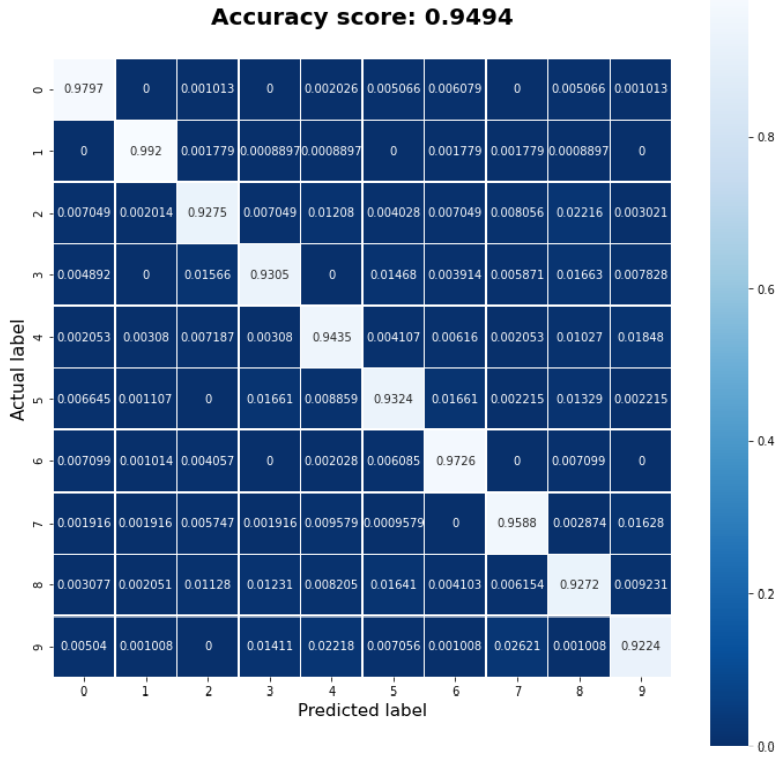 Accuracy score: 0.9494
0 0.9797 0 0.001013 0 0.002026 0.005066 0.006079 0 0.005066 0.001013
1 0 0.992 0.001779 0.0008897 0.0008897 0 0.001779 0.001779 0.0008897 0
2 0.007049 0.002014 0.9275 0.007049 0.01208 0.004028 0.007049 0.008056 0.02216 0.003021
3 0.004892 0 0.01566 0.9305 0 0.01468 0.003914 0.005871 0.01663 0.007828
4 0.002053 0.00308 0.007187 0.00308 0.9435 0.004107 0.00616 0.002053 0.01027 0.01848
5 0.006645 0.001107 0 0.01661 0.008859 0.9324 0.01661 0.002215 0.01329 0.002215
6 0.007099 0.001014 0.004057 0 0.002028 0.006085 0.9726 0 0.007099 0
7 0.001916 0.001916 0.005747 0.001916 0.009579 0.0009579 0 0.9588 0.002874 0.01628
8 0.003077 0.002051 0.01128 0.01231 0.008205 0.01641 0.004103 0.006154 0.9272 0.009231
9 0.00504 0.001008 0 0.01411 0.02218 0.007056 0.001008 0.02621 0.001008 0.9224
0 1 2 3 4 5 6 7 8 9
Predicted label
Actual label
0.8
0.6
0.4
0.2
0.0